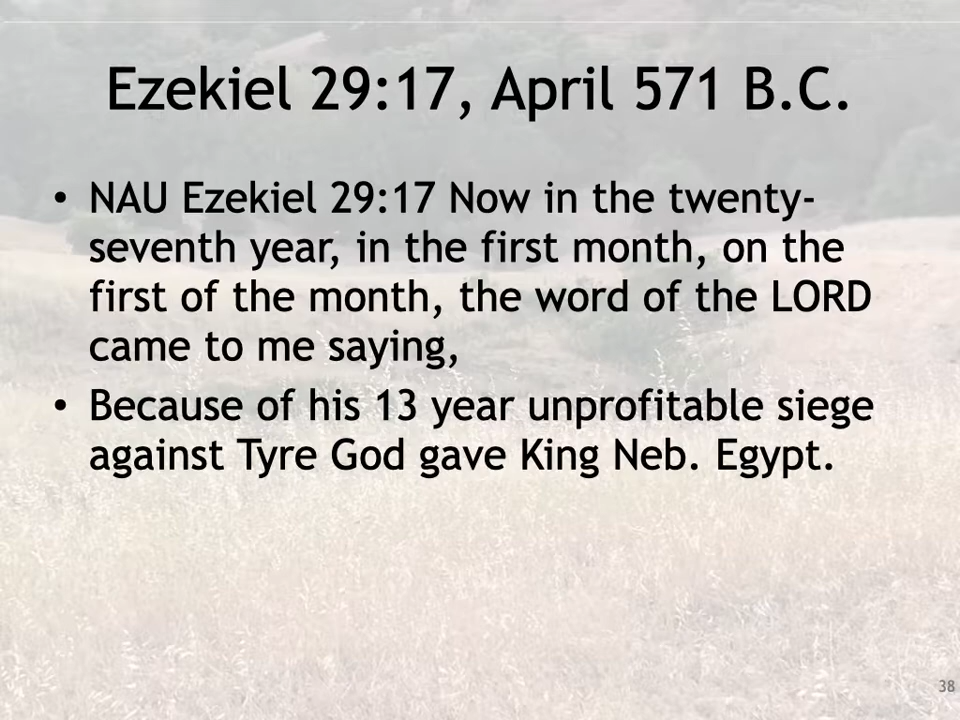 Ezekiel 29:17, April 571 B.C.
• NAU Ezekiel 29:17 Now in the twenty-
seventh year, in the first month, on the
first of the month, the word of the LORD
came to me saying,
• Because of his 13 year unprofitable siege
against Tyre God gave King Neb. Egypt.
38